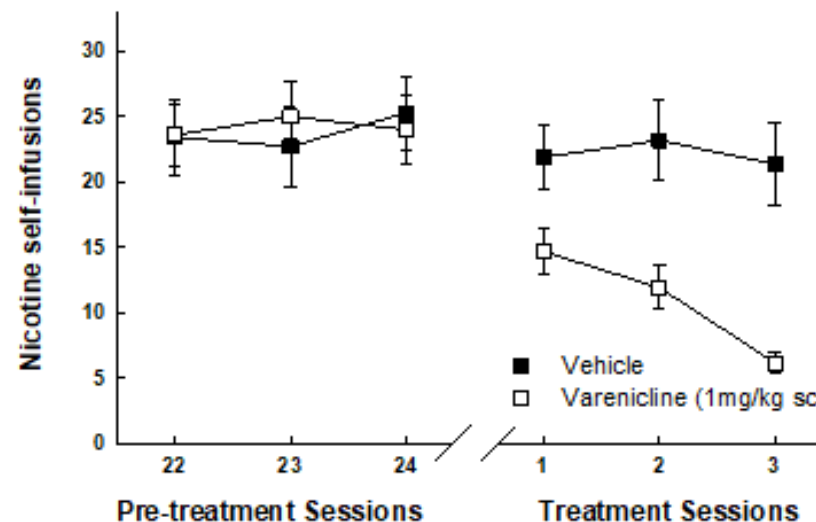 Nicotine self-infusions
30
25
20
15
10
5
0
22 23 24 1 2 3
Pre-treatment Sessions Treatment Sessions
Vehicle
Varenicline (1mg/kg sc